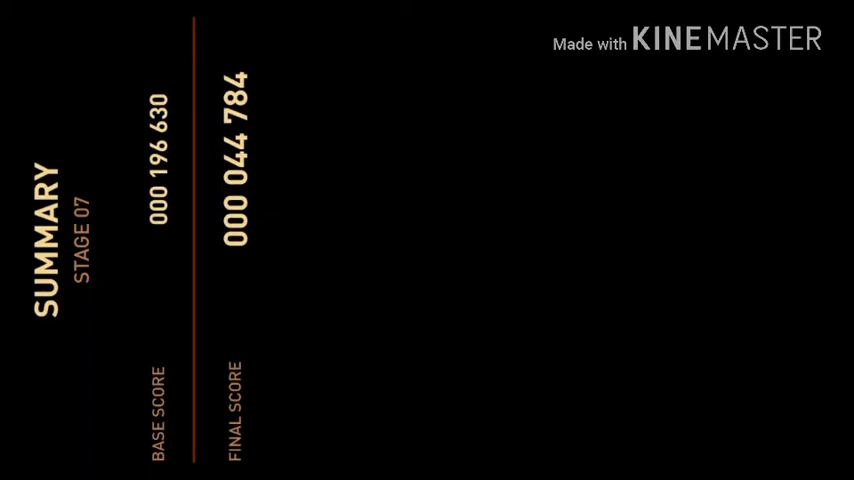 Made with KINEMASTER
SUMMARY
STAGE 07
BASE SCORE 000 196 630
FINAL SCORE 000 044 784